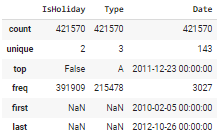 IsHoliday Type Date
count 421570 421570 421570
unique 2 3 143
top False A 2011-12-23 00:00:00
freq 391909 215478 3027
first NaN NaN 2010-02-05 00:00:00
last NaN NaN 2012-10-26 00:00:00